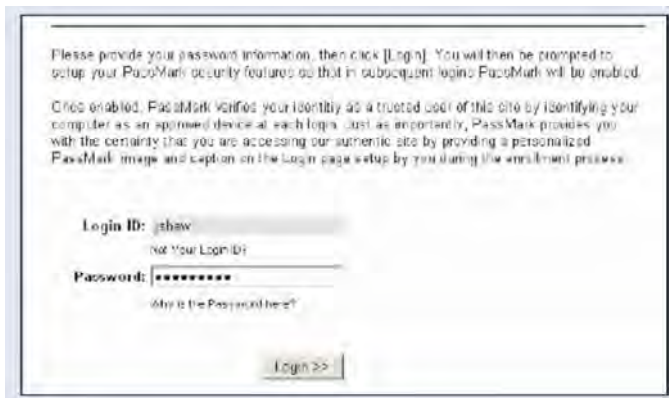 Please provide your password information, then click [Login]. You will then be prompted to
setup your PassMark security features so that in subsequent logins PassMark will be enabled.
Once enabled, PassMark verifies your identitiy as a trusted user of this site by identifying your
computer as an approved device at each login. Just as importantly, PassMark provides you
with the certainty that you are accessing our authentic site by providing a personalized
PassMark image and caption on the Login page setup by you during the enrollment process.
Login ID: jshaw
Not Your Login ID?
Password: •••••••••
Why is the Password here?
Login >>